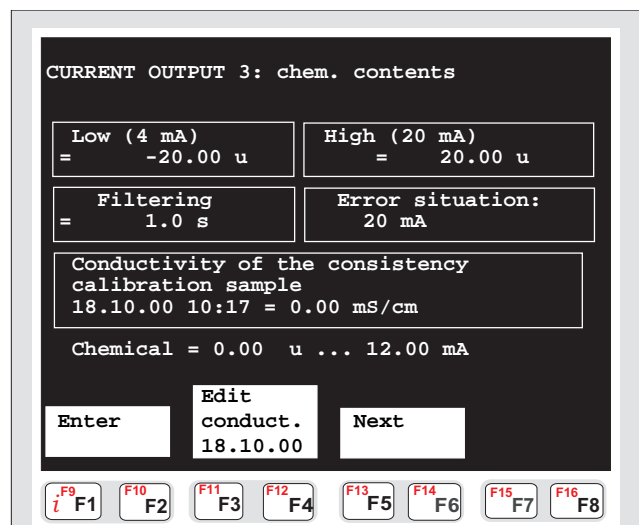 CURRENT OUTPUT 3: chem. contents
Low (4 mA)
= -20.00 u
High (20 mA)
= 20.00 u
Filtering
= 1.0 s
Error situation:
20 mA
Conductivity of the consistency
calibration sample
18.10.00 10:17 = 0.00 mS/cm
Chemical = 0.00 u ... 12.00 mA
Enter
Edit
conduct.
18.10.00
Next
i F9 F1
F10 F2
F11 F3
F12 F4
F13 F5
F14 F6
F15 F7
F16 F8